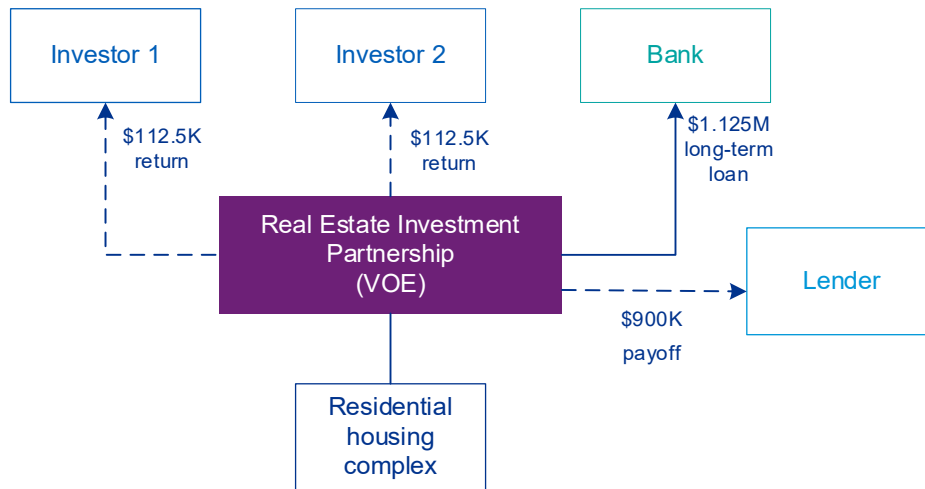 Investor 1
Investor 2
Bank
$112.5K
return
$112.5K
return
$1.125M
long-term
loan
Real Estate Investment
Partnership
(VOE)
Lender
$900K
payoff
Residential
housing
complex